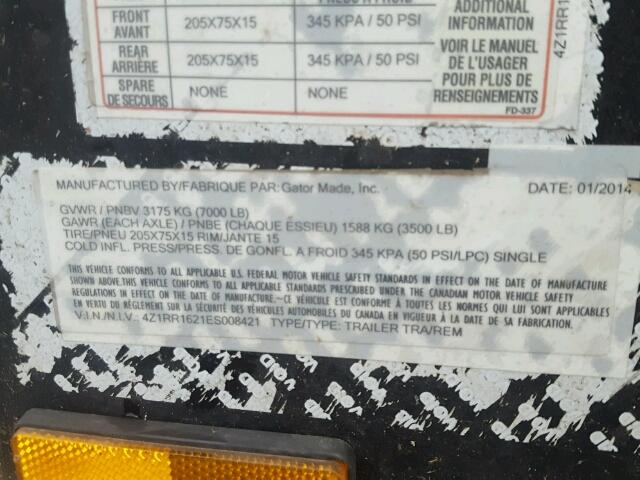 ADDITIONAL
INFORMATION
FRONT
AVANT
205X75X15
345 KPA / 50 PSI
REAR
ARRIÈRE
205X75X15
345 KPA / 50 PSI
SPARE
DE SECOURS
NONE
NONE
VOIR LE MANUEL
DE L'USAGER
POUR PLUS DE
RENSEIGNEMENTS
FD-337
4Z1RR1
MANUFACTURED BY/FABRIQUE PAR: Gator Made, Inc. DATE: 01/2014
GVWR / PNBV 3175 KG (7000 LB)
GAWR (EACH AXLE) / PNBE (CHAQUE ESSIEU) 1588 KG (3500 LB)
TIRE/PNEU 205X75X15 RIM/JANTE 15
COLD INFL. PRESS/PRESS. DE GONFL. A FROID 345 KPA (50 PSI/LPC) SINGLE
THIS VEHICLE CONFORMS TO ALL APPLICABLE U.S. FEDERAL MOTOR VEHICLE SAFETY STANDARDS IN EFFECT ON THE DATE OF MANUFACTURE
SHOWN ABOVE. THIS VEHICLE CONFORMS TO ALL APPLICABLE STANDARDS PRESCRIBED UNDER THE CANADIAN MOTOR VEHICLE SAFETY
REGULATIONS IN EFFECT ON THE DATE OF MANUFACTURE.~CE VEHICULE EST CONFORME A TOUTES LES NORMES QUI LUI SONT APPLICABLES
EN VERTU DU RÉGLEMENT SUR LA SÉCURITÉ DES VÉHICULES AUTOMOBILES DU CANADA EN VIGUEUR A LA DATE DE SA FABRICATION.
V.I.N./N.I.V.: 4Z1RR1621ES008421 TYPE/TYPE: TRAILER TRA/REM